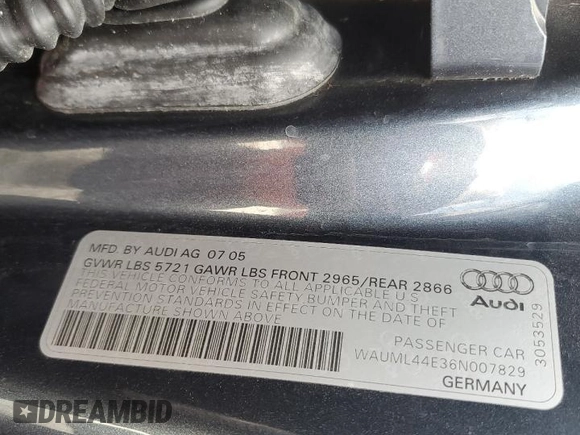 MFD BY AUDI AG 07 05
GVWR LBS 5721 GAWR LBS FRONT 2965/REAR 2866
THIS VEHICLE CONFORMS TO ALL APPLICABLE U S
FEDERAL MOTOR VEHICLE SAFETY, BUMPER AND THEFT
PREVENTION STANDARDS IN EFFECT ON THE DATE OF
MANUFACTURE SHOWN ABOVE
Audi
3053529
PASSENGER CAR
WAUML44E36N007829
GERMANY
DREAMBID